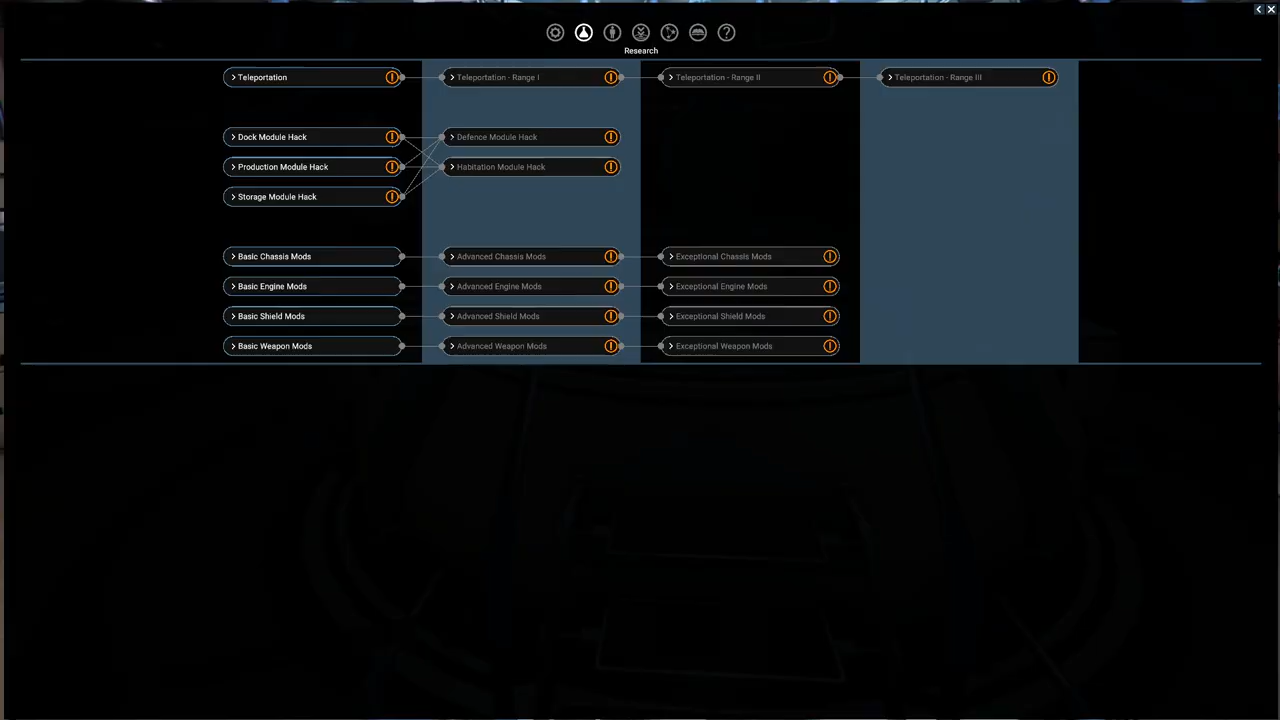 Research
Teleportation
Teleportation - Range I
Teleportation - Range II
Teleportation - Range III
Dock Module Hack
Defence Module Hack
Production Module Hack
Habitation Module Hack
Storage Module Hack
Basic Chassis Mods
Advanced Chassis Mods
Exceptional Chassis Mods
Basic Engine Mods
Advanced Engine Mods
Exceptional Engine Mods
Basic Shield Mods
Advanced Shield Mods
Exceptional Shield Mods
Basic Weapon Mods
Advanced Weapon Mods
Exceptional Weapon Mods